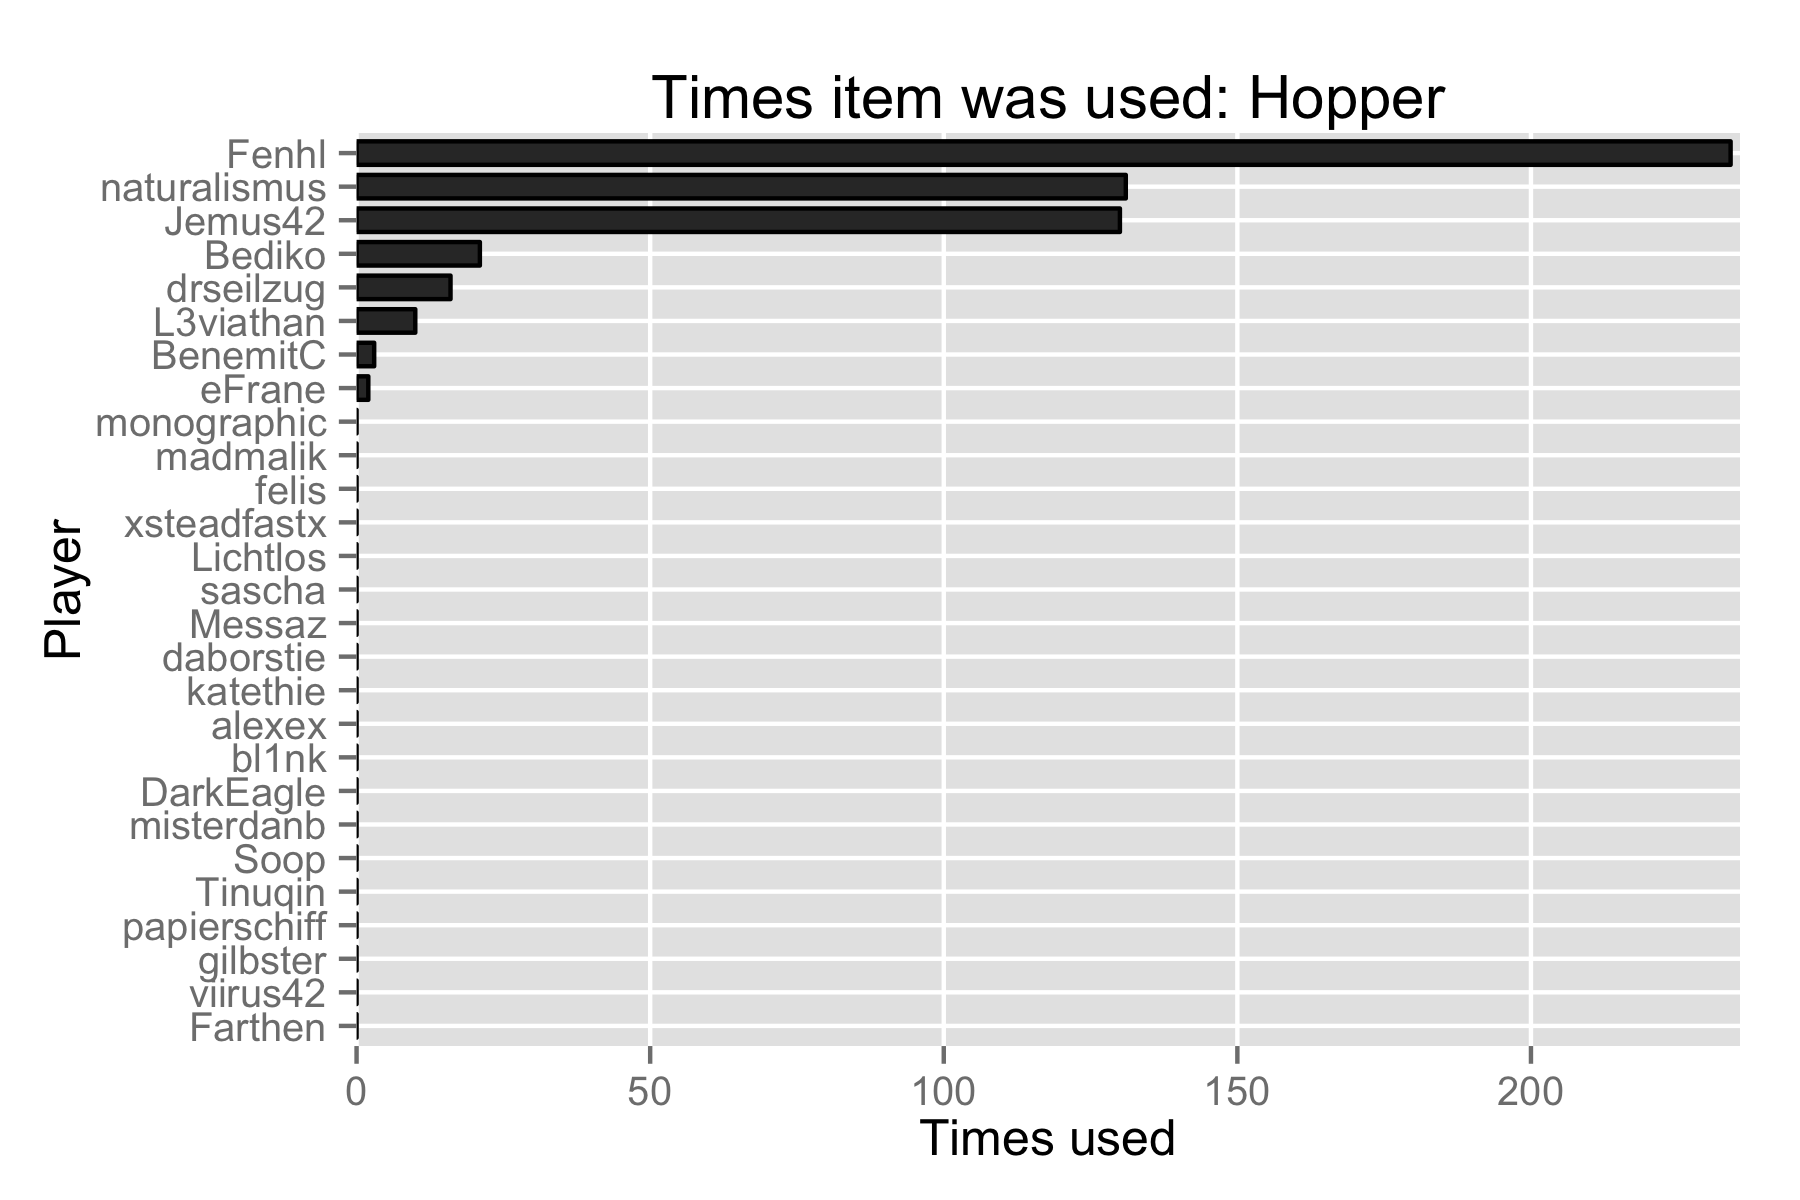 Times item was used: Hopper
Fenhl
naturalismus
Jemus42
Bediko
drseilzug
L3viathan
BenemitC
eFrane
monographic
madmalik
felis
xsteadfastx
Lichtlos
sascha
Messaz
daborstie
katethie
alexex
bl1nk
DarkEagle
misterdanb
Soop
Tinuqin
papierschiff
gilbster
viirus42
Farthen
Player
0 50 100 150 200
Times used